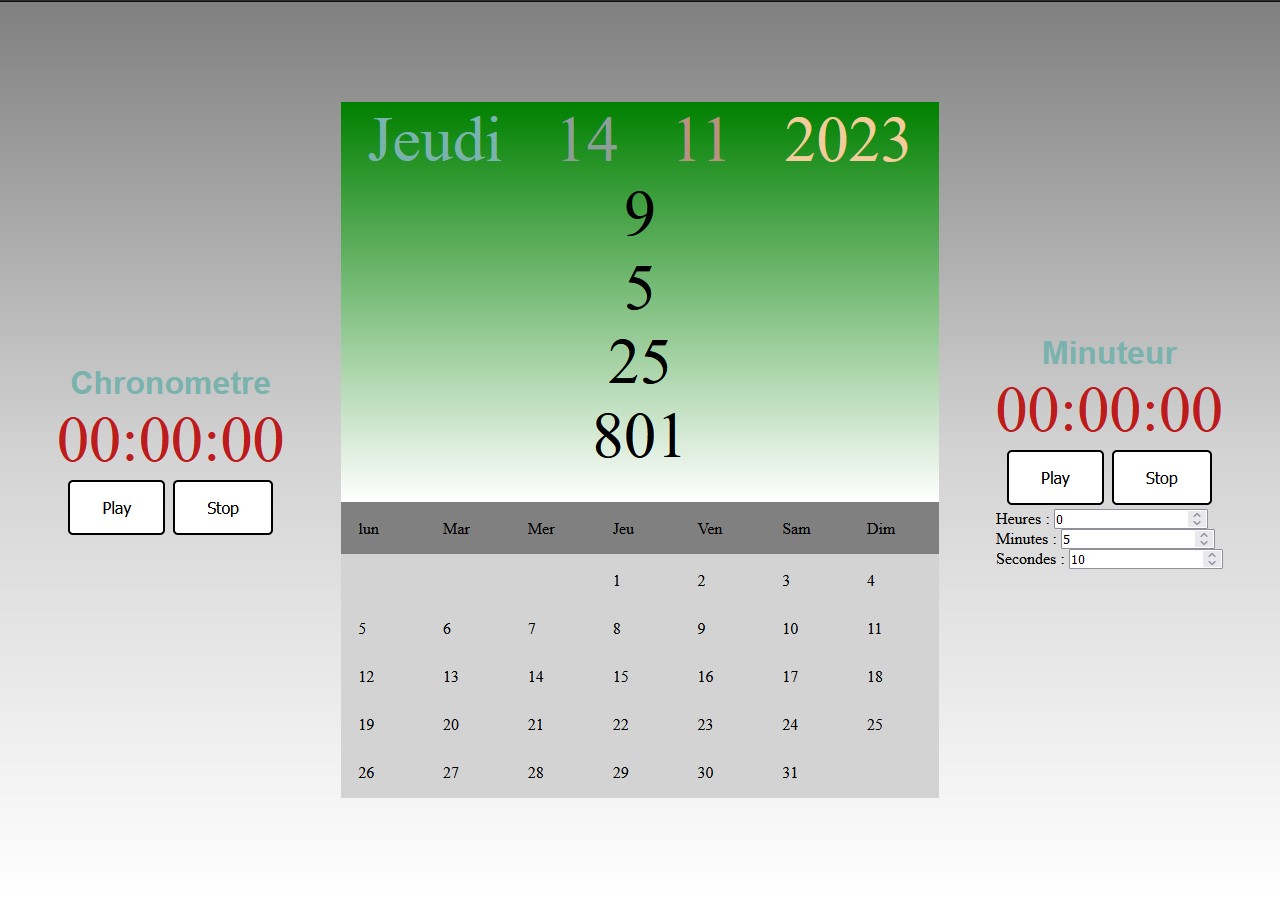 Jeudi 14 11 2023
9
5
25
801
Chronometre
00:00:00
Play Stop
lun Mar Mer Jeu Ven Sam Dim
1 2 3 4
5 6 7 8 9 10 11
12 13 14 15 16 17 18
19 20 21 22 23 24 25
26 27 28 29 30 31
Minuteur
00:00:00
Play Stop
Heures : 0
Minutes : 5
Secondes : 10